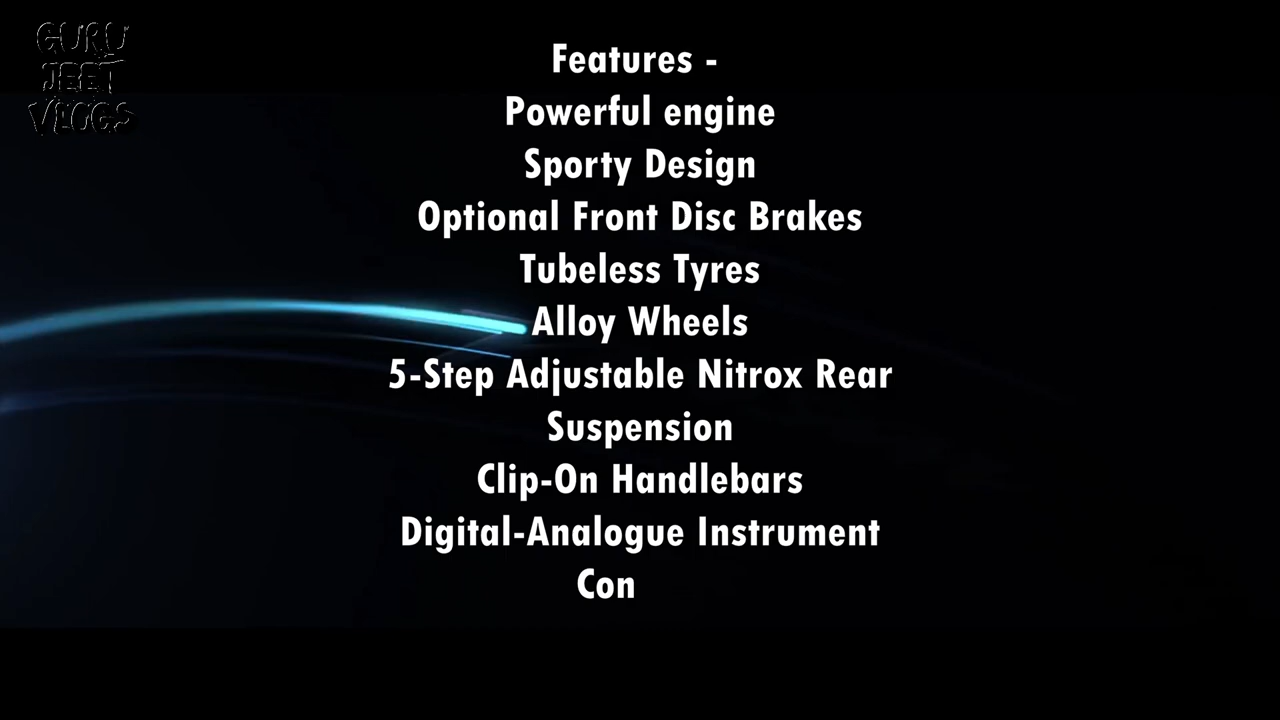 GURU
JEET
VLOGS
Features -
Powerful engine
Sporty Design
Optional Front Disc Brakes
Tubeless Tyres
Alloy Wheels
5-Step Adjustable Nitrox Rear
Suspension
Clip-On Handlebars
Digital-Analogue Instrument
Con